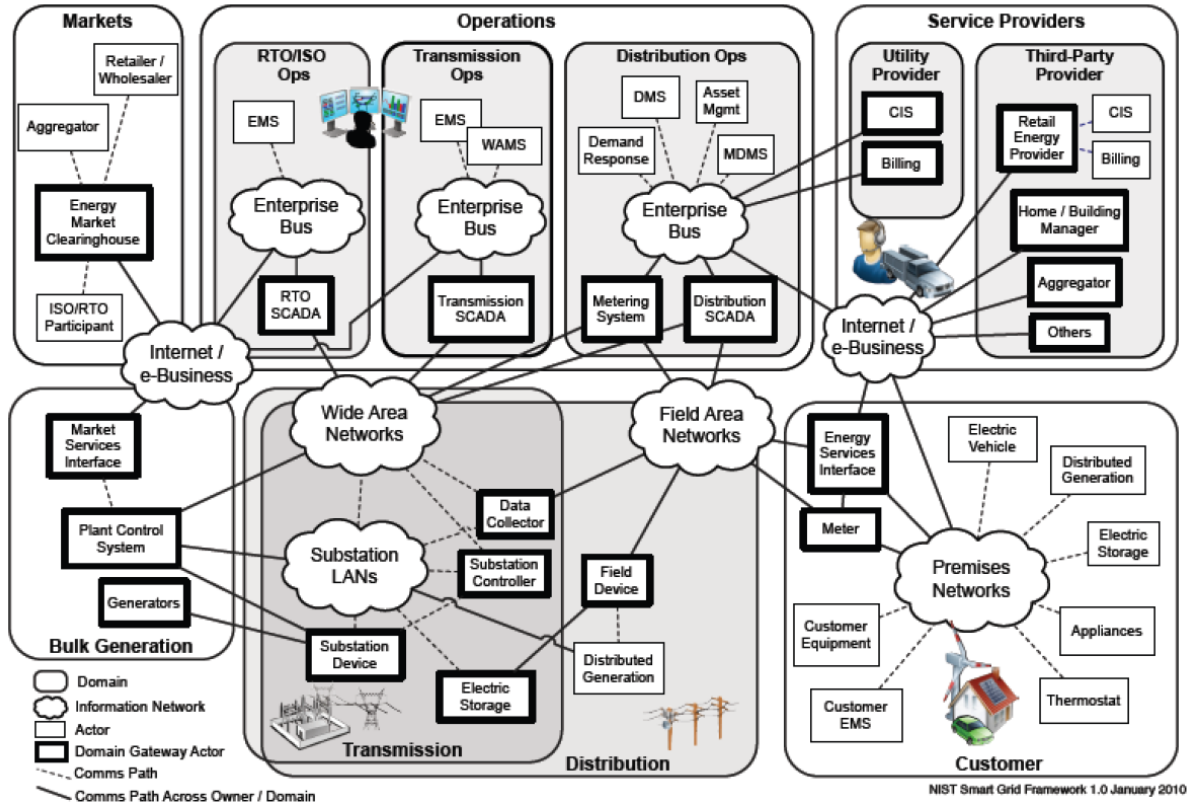 Markets
Operations
Service Providers
Retailer /
Wholesaler
Aggregator
Energy
Market
Clearinghouse
ISO/RTO
Participant
RTO/ISO
Ops
EMS
Enterprise
Bus
RTO
SCADA
Transmission
Ops
EMS
WAMS
Enterprise
Bus
Transmission
SCADA
Distribution Ops
DMS
Asset
Mgmt
Demand
Response
MDMS
Enterprise
Bus
Metering
System
Distribution
SCADA
Utility
Provider
CIS
Billing
Third-Party
Provider
Retail
Energy
Provider
CIS
Billing
Home / Building
Manager
Aggregator
Others
Internet /
e-Business
Internet /
e-Business
Market
Services
Interface
Plant Control
System
Generators
Bulk Generation
Wide Area
Networks
Field Area
Networks
Data
Collector
Substation
LANs
Substation
Controller
Field
Device
Substation
Device
Electric
Storage
Distributed
Generation
Transmission
Distribution
Energy
Services
Interface
Meter
Electric
Vehicle
Distributed
Generation
Electric
Storage
Premises
Networks
Customer
Equipment
Appliances
Customer
EMS
Thermostat
Customer
Domain
Information Network
Actor
Domain Gateway Actor
Comms Path
Comms Path Across Owner / Domain
NIST Smart Grid Framework 1.0 January 2010